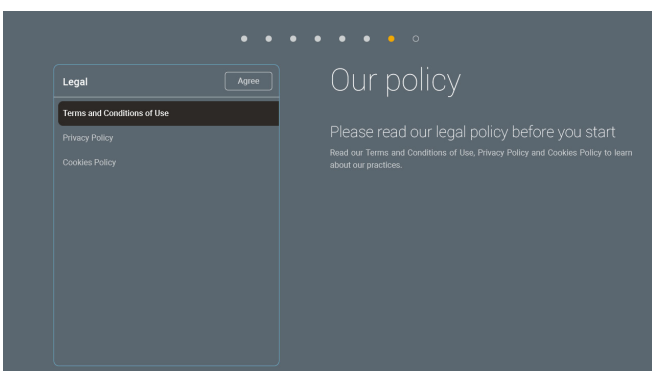 Legal
Agree
Terms and Conditions of Use
Privacy Policy
Cookies Policy
Our policy
Please read our legal policy before you start
Read our Terms and Conditions of Use, Privacy Policy and Cookies Policy to learn
about our practices.